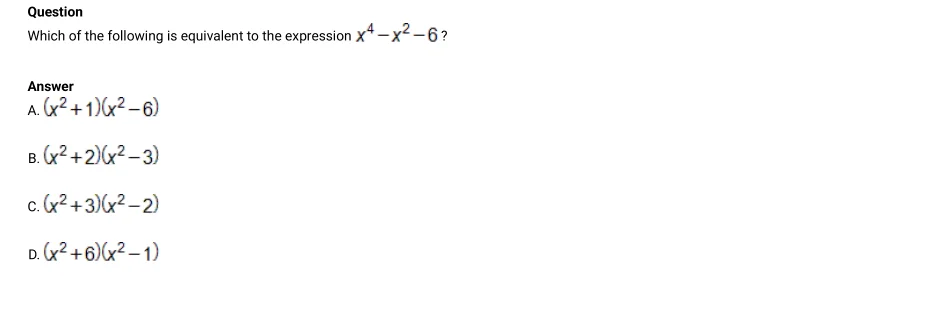 Question
Which of the following is equivalent to the expression x⁴−x²−6?
Answer
A. (x²+1)(x²−6)
B. (x²+2)(x²−3)
C. (x²+3)(x²−2)
D. (x²+6)(x²−1)